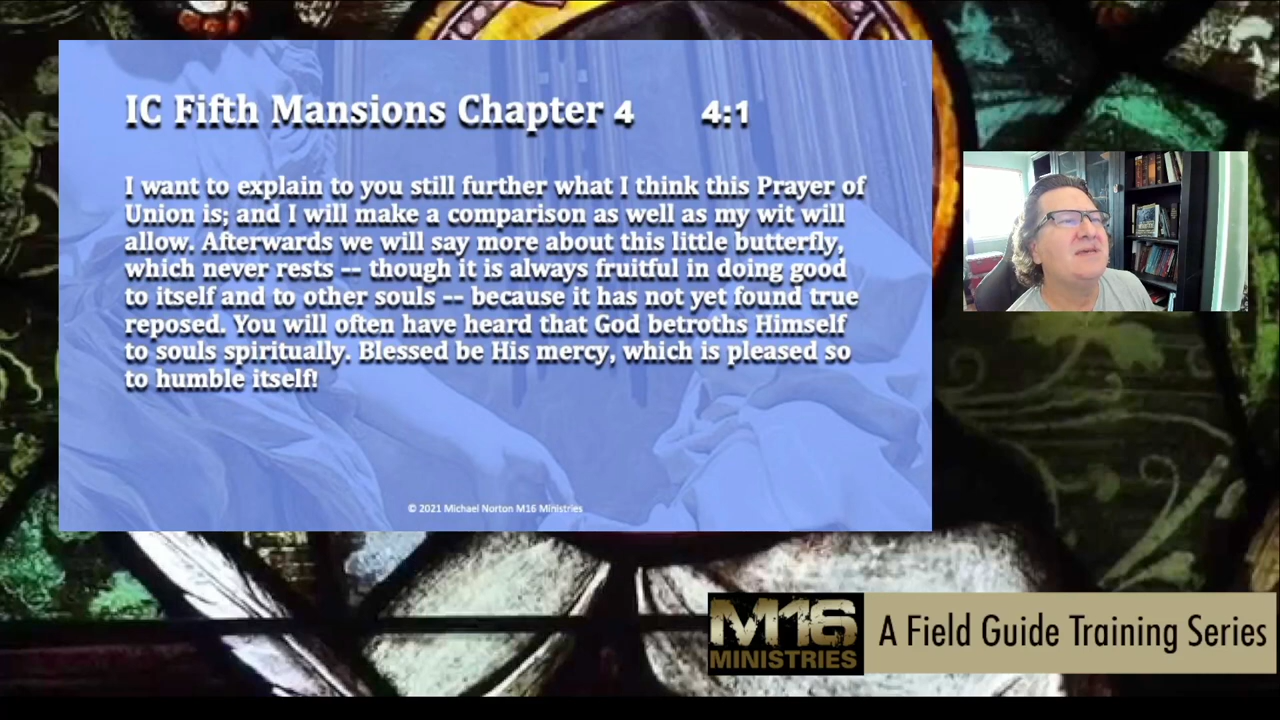 IC Fifth Mansions Chapter 4 4:1
I want to explain to you still further what I think this Prayer of
Union is; and I will make a comparison as well as my wit will
allow. Afterwards we will say more about this little butterfly,
which never rests -- though it is always fruitful in doing good
to itself and to other souls -- because it has not yet found true
reposed. You will often have heard that God betroths Himself
to souls spiritually. Blessed be His mercy, which is pleased so
to humble itself!
© 2021 Michael Norton M16 Ministries
M16
MINISTRIES
A Field Guide Training Series